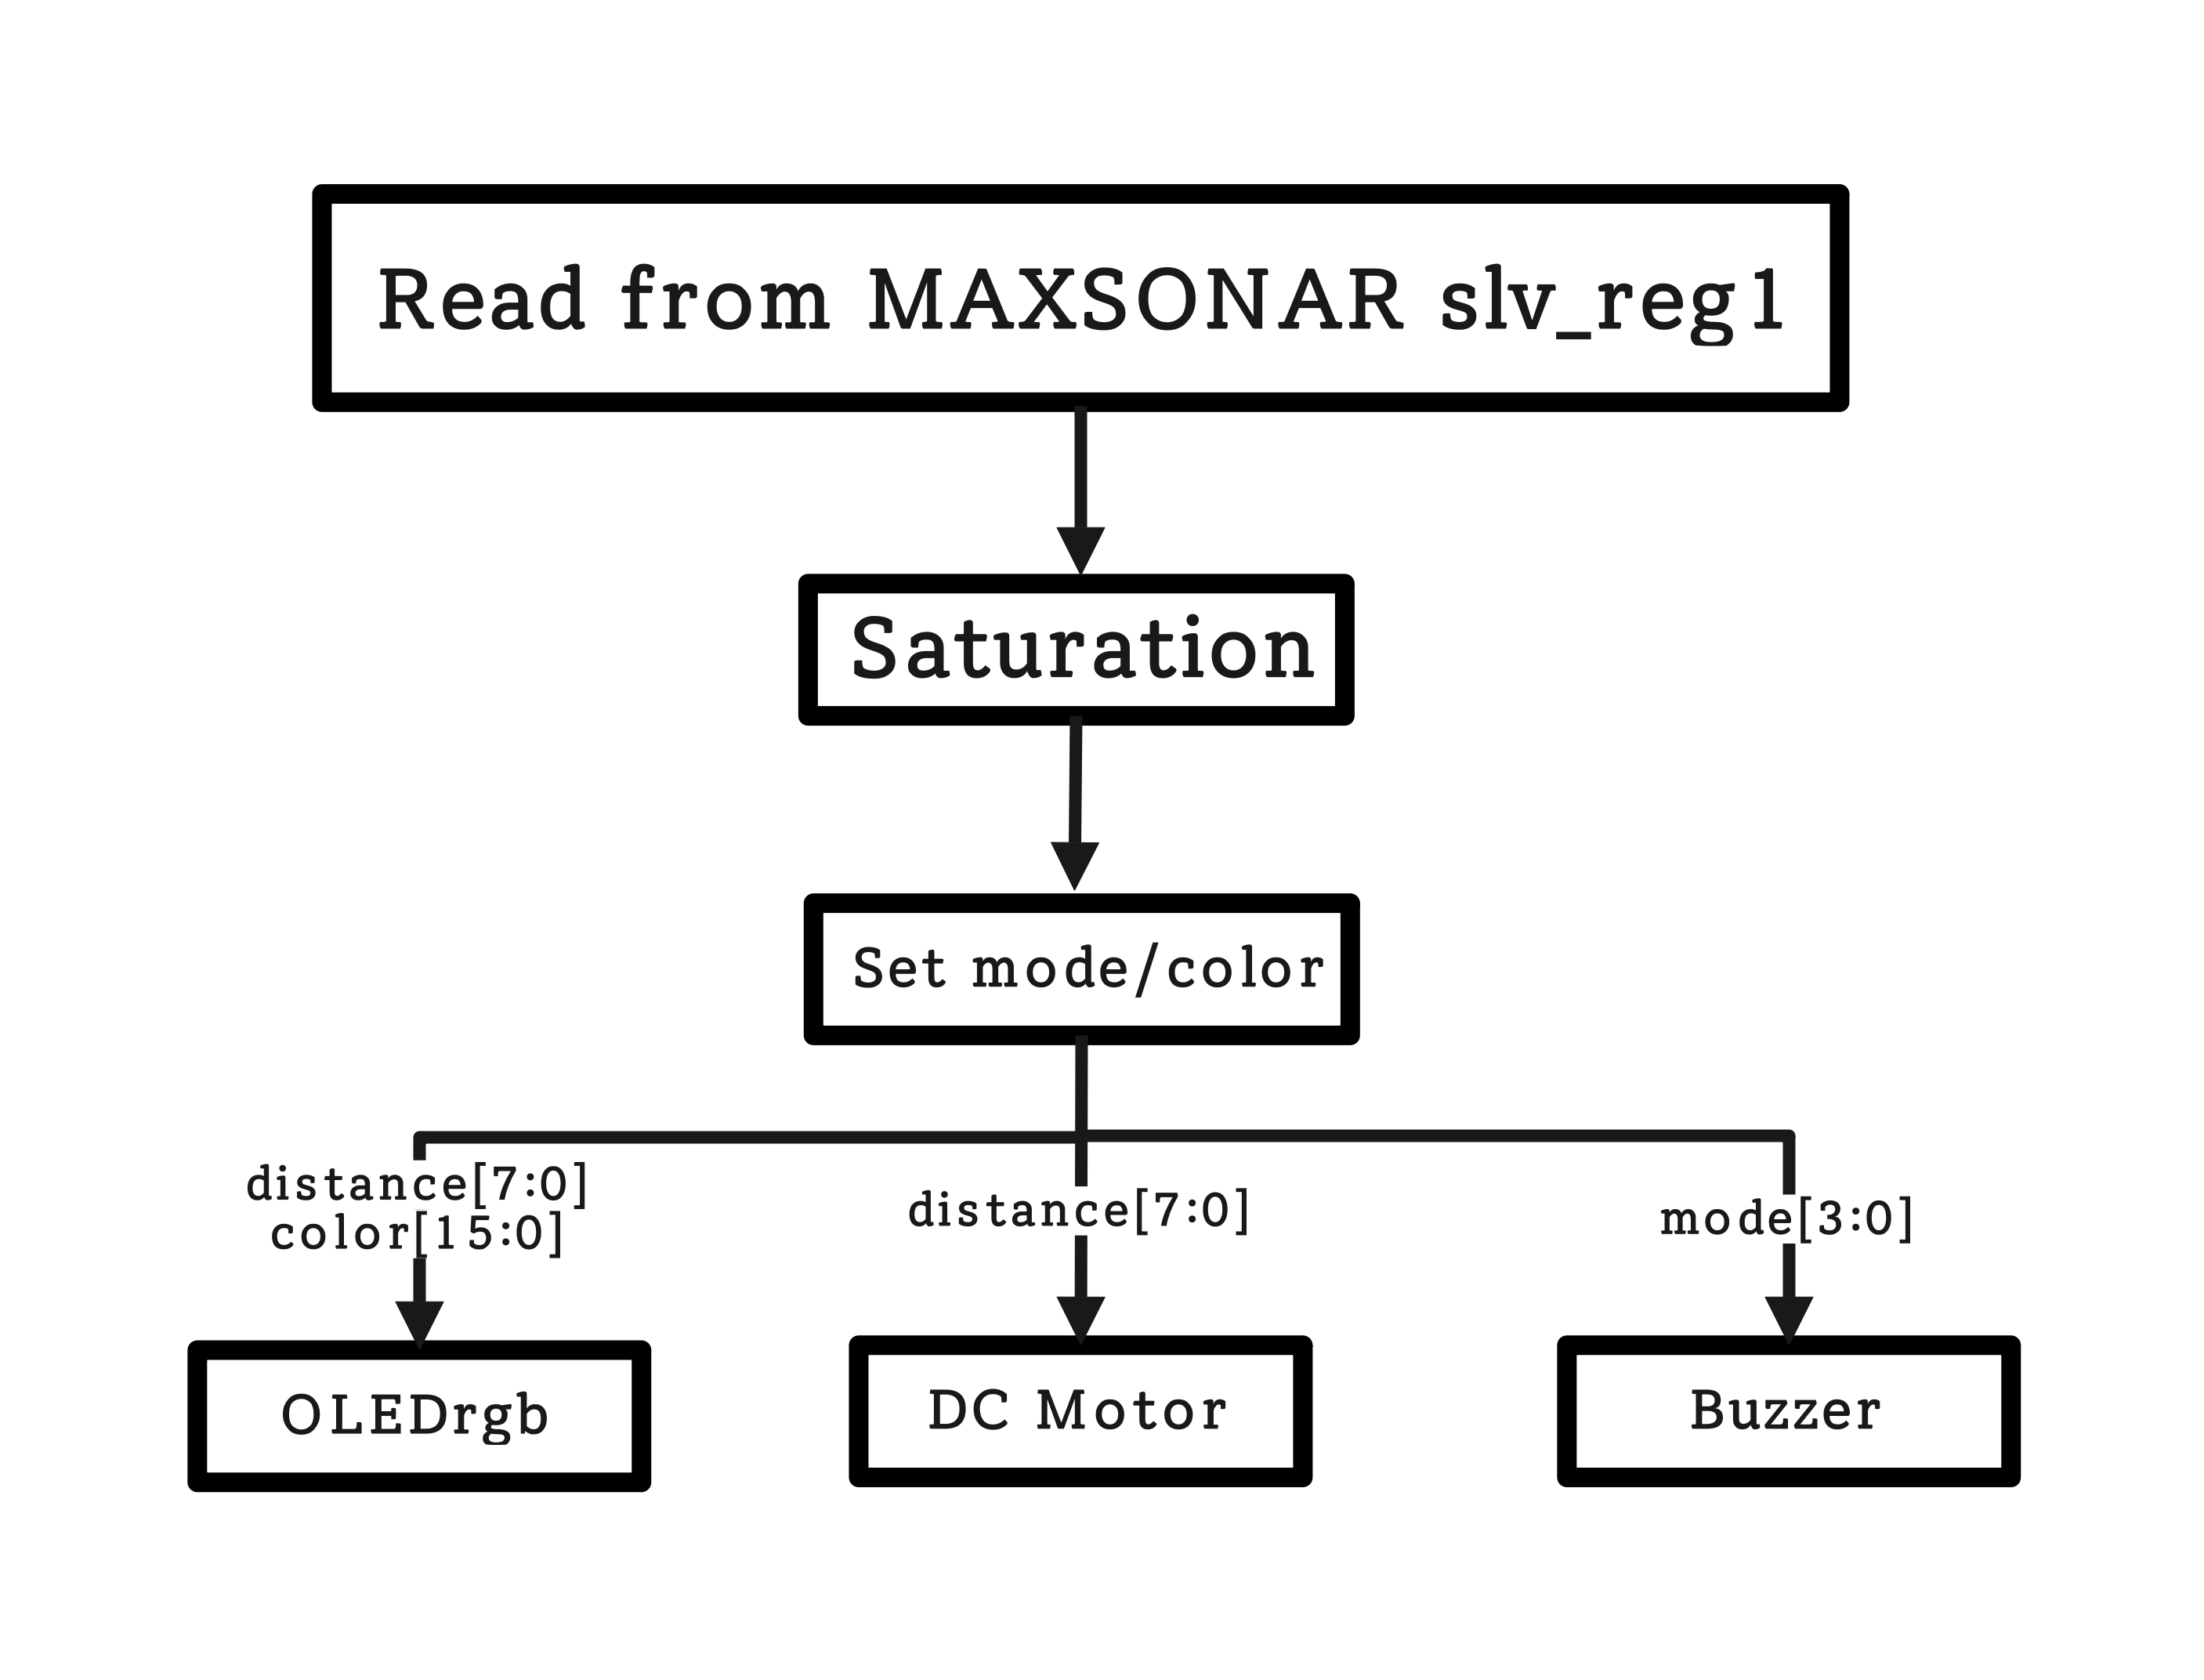 Read from MAXSONAR slv_reg1
Saturation
Set mode/color
distance[7:0]
color[15:0]
distance[7:0]
mode[3:0]
OLEDrgb
DC Motor
Buzzer